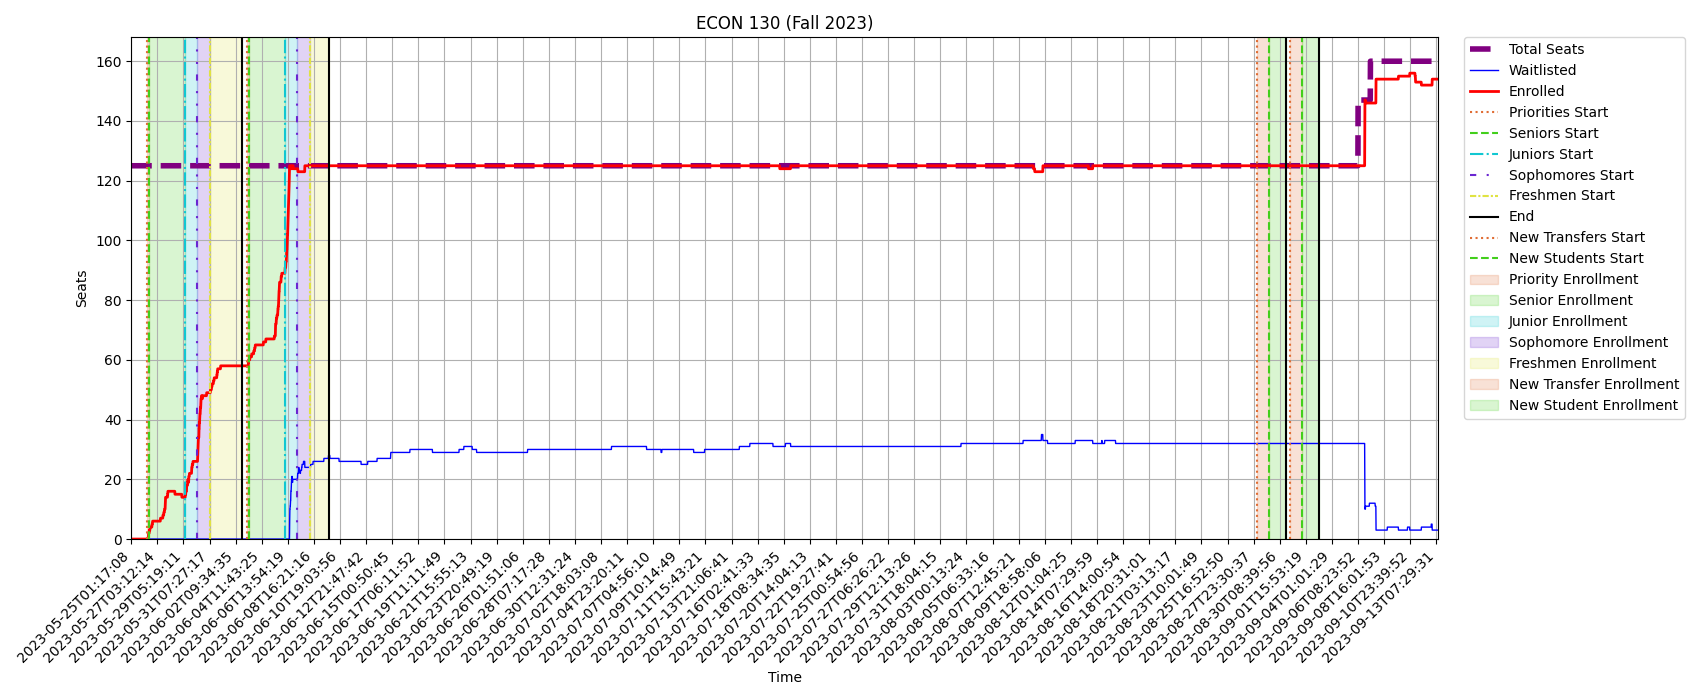 ECON 130 (Fall 2023)
Seats
160
140
120
100
80
60
40
20
0
2023-05-25T01:17:08
2023-05-27T03:12:14
2023-05-29T05:19:11
2023-05-31T07:27:17
2023-06-02T09:34:35
2023-06-04T11:43:25
2023-06-06T13:54:19
2023-06-08T16:21:16
2023-06-10T19:03:56
2023-06-12T21:47:42
2023-06-15T00:50:45
2023-06-17T06:11:52
2023-06-19T11:11:49
2023-06-21T15:55:13
2023-06-23T20:49:19
2023-06-26T01:51:06
2023-06-28T07:17:28
2023-06-30T12:31:24
2023-07-02T18:03:08
2023-07-04T23:20:11
2023-07-07T04:56:10
2023-07-09T10:14:49
2023-07-11T15:43:21
2023-07-13T21:06:41
2023-07-16T02:41:33
2023-07-18T08:34:35
2023-07-20T14:04:13
2023-07-22T19:27:41
2023-07-25T00:54:56
2023-07-27T06:26:22
2023-07-29T12:13:26
2023-07-31T18:04:15
2023-08-03T00:13:24
2023-08-05T06:33:16
2023-08-07T12:45:21
2023-08-09T18:58:06
2023-08-12T01:04:25
2023-08-14T07:29:59
2023-08-16T14:00:54
2023-08-18T20:31:01
2023-08-21T03:13:17
2023-08-23T10:01:49
2023-08-25T16:52:50
2023-08-27T23:30:37
2023-08-30T08:39:56
2023-09-01T15:53:19
2023-09-04T01:01:29
2023-09-06T08:23:52
2023-09-08T16:01:53
2023-09-10T23:39:52
2023-09-13T07:29:31
Time
Total Seats
Waitlisted
Enrolled
Priorities Start
Seniors Start
Juniors Start
Sophomores Start
Freshmen Start
End
New Transfers Start
New Students Start
Priority Enrollment
Senior Enrollment
Junior Enrollment
Sophomore Enrollment
Freshmen Enrollment
New Transfer Enrollment
New Student Enrollment